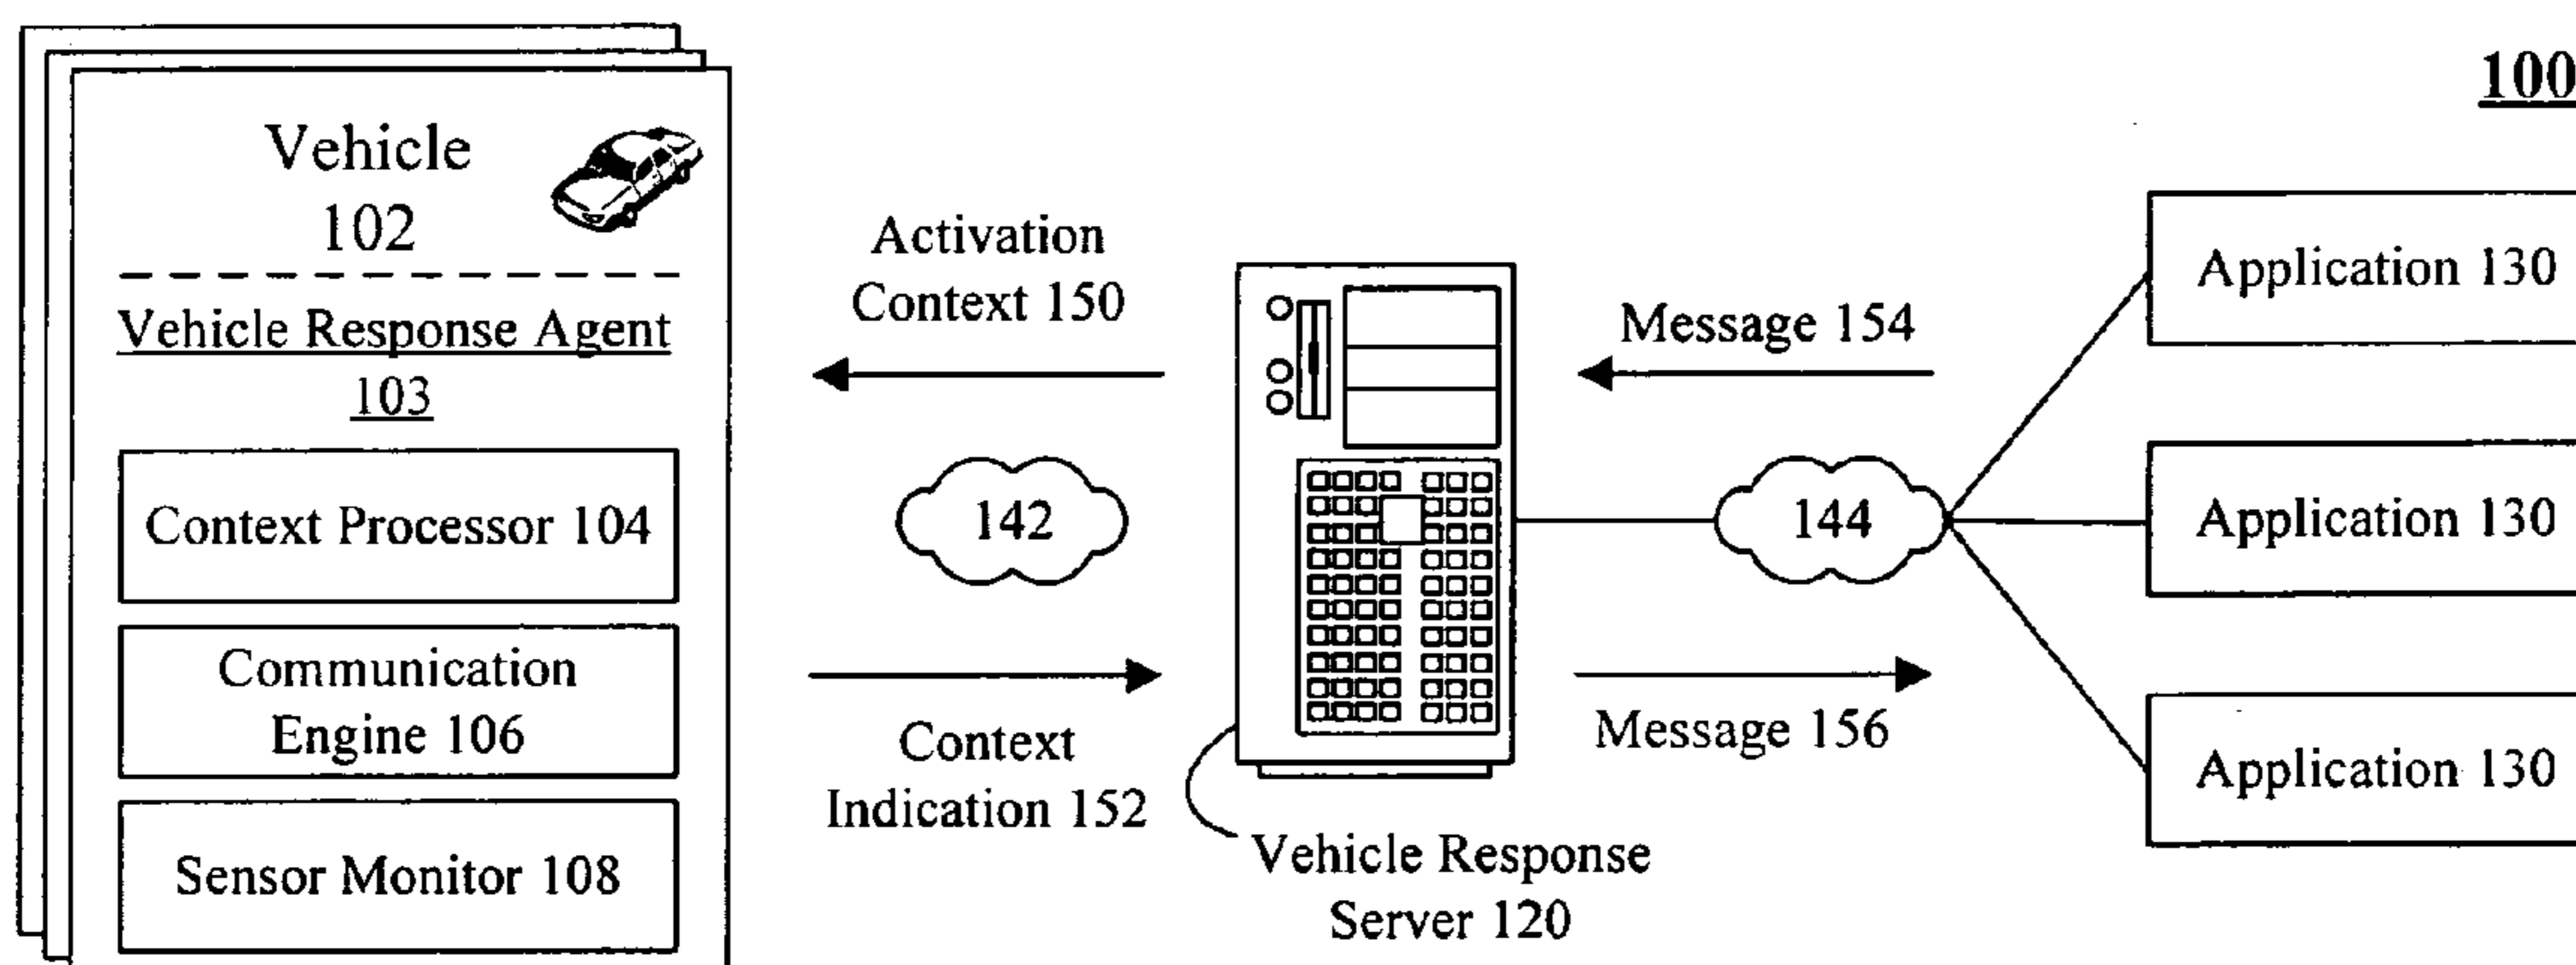 100
Vehicle
102
Vehicle Response Agent
103
Context Processor 104
Communication
Engine 106
Sensor Monitor 108
Activation
Context 150
142
Context
Indication 152
Vehicle Response
Server 120
Message 154
144
Message 156
Application 130
Application 130
Application 130